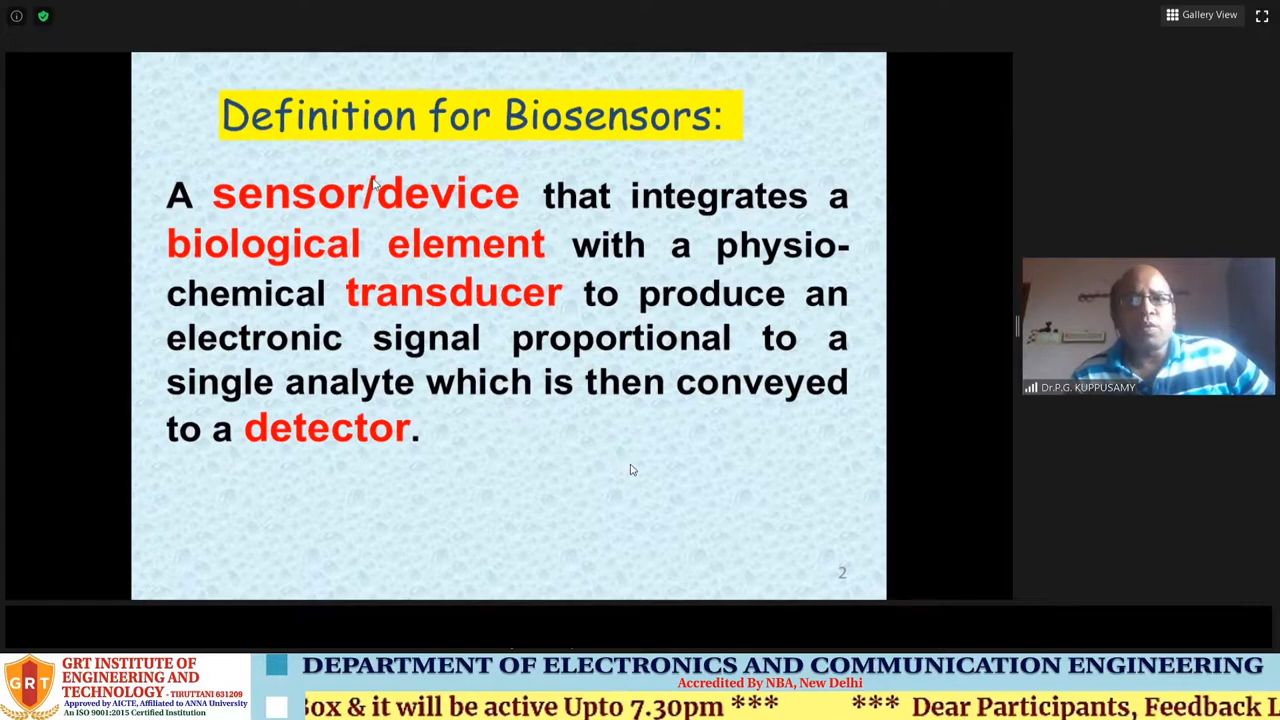 Gallery View
Definition for Biosensors:
A sensor/device that integrates a
biological element with a physio-
chemical transducer to produce an
electronic signal proportional to a
single analyte which is then conveyed
to a detector.
2
Dr.P.G. KUPPUSAMY
GRT
GRT INSTITUTE OF
ENGINEERING AND
TECHNOLOGY - TIRUTTANI 631209
Approved by AICTE, Affiliated to ANNA University
An ISO 9001:2015 Certified Institution
DEPARTMENT OF ELECTRONICS AND COMMUNICATION ENGINEERING
Accredited By NBA, New Delhi
ox & it will be active Upto 7.30pm *** *** Dear Participants, Feedback L